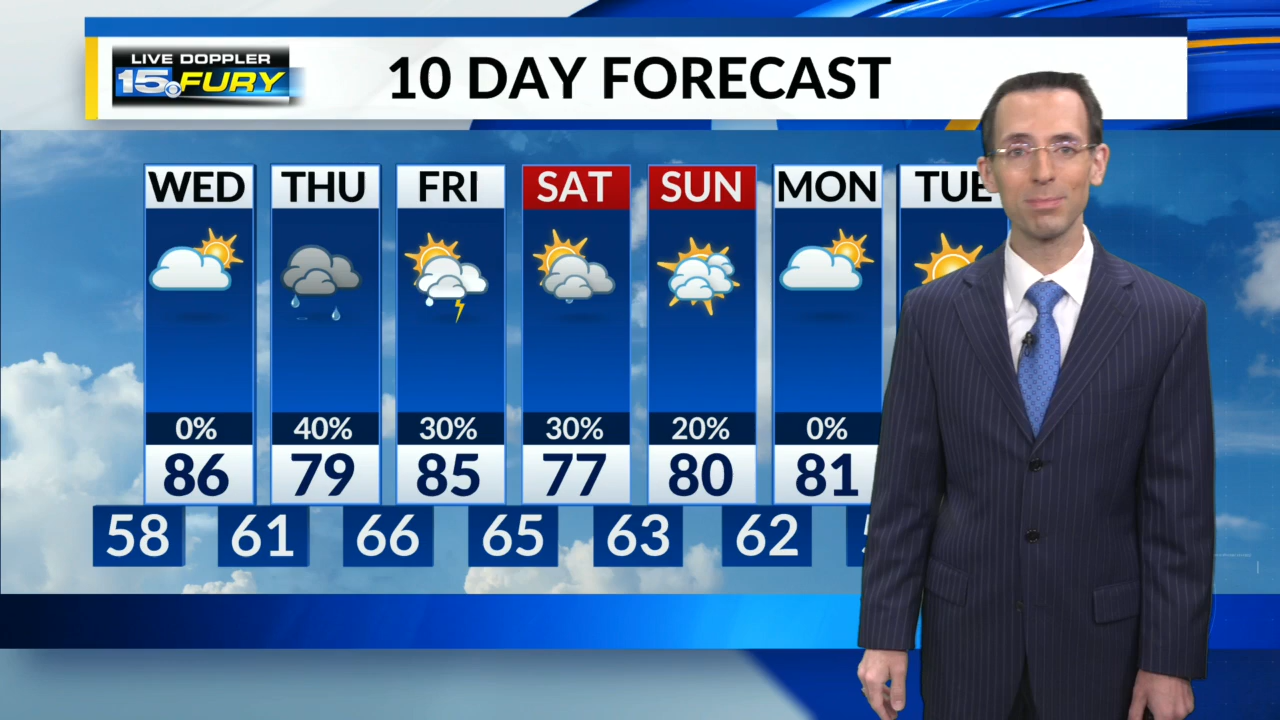 LIVE DOPPLER
15 FURY
10 DAY FORECAST
WED THU FRI SAT SUN MON TUE
0% 40% 30% 30% 20% 0%
86 79 85 77 80 81
58 61 66 65 63 62